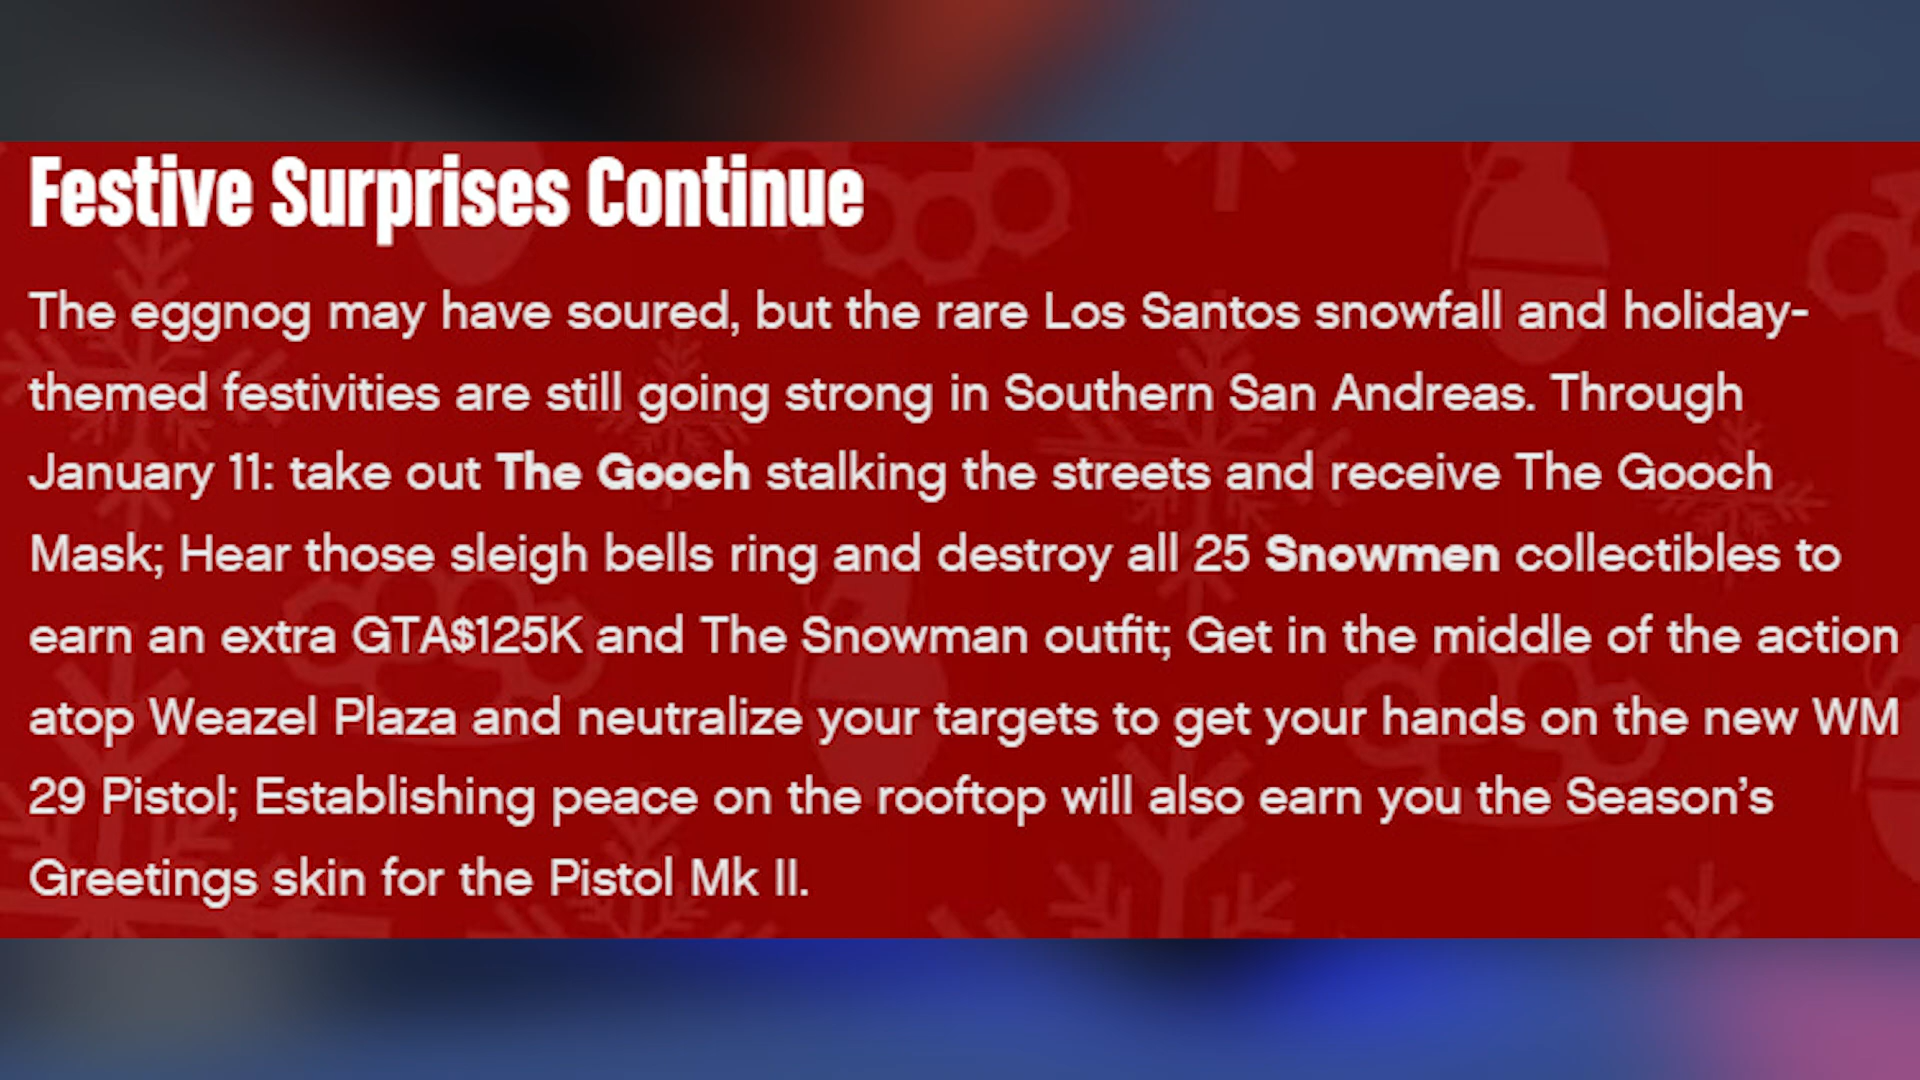 Festive Surprises Continue
The eggnog may have soured, but the rare Los Santos snowfall and holiday-
themed festivities are still going strong in Southern San Andreas. Through
January 11: take out The Gooch stalking the streets and receive The Gooch
Mask; Hear those sleigh bells ring and destroy all 25 Snowmen collectibles to
earn an extra GTA$125K and The Snowman outfit; Get in the middle of the action
atop Weazel Plaza and neutralize your targets to get your hands on the new WM
29 Pistol; Establishing peace on the rooftop will also earn you the Season’s
Greetings skin for the Pistol Mk II.